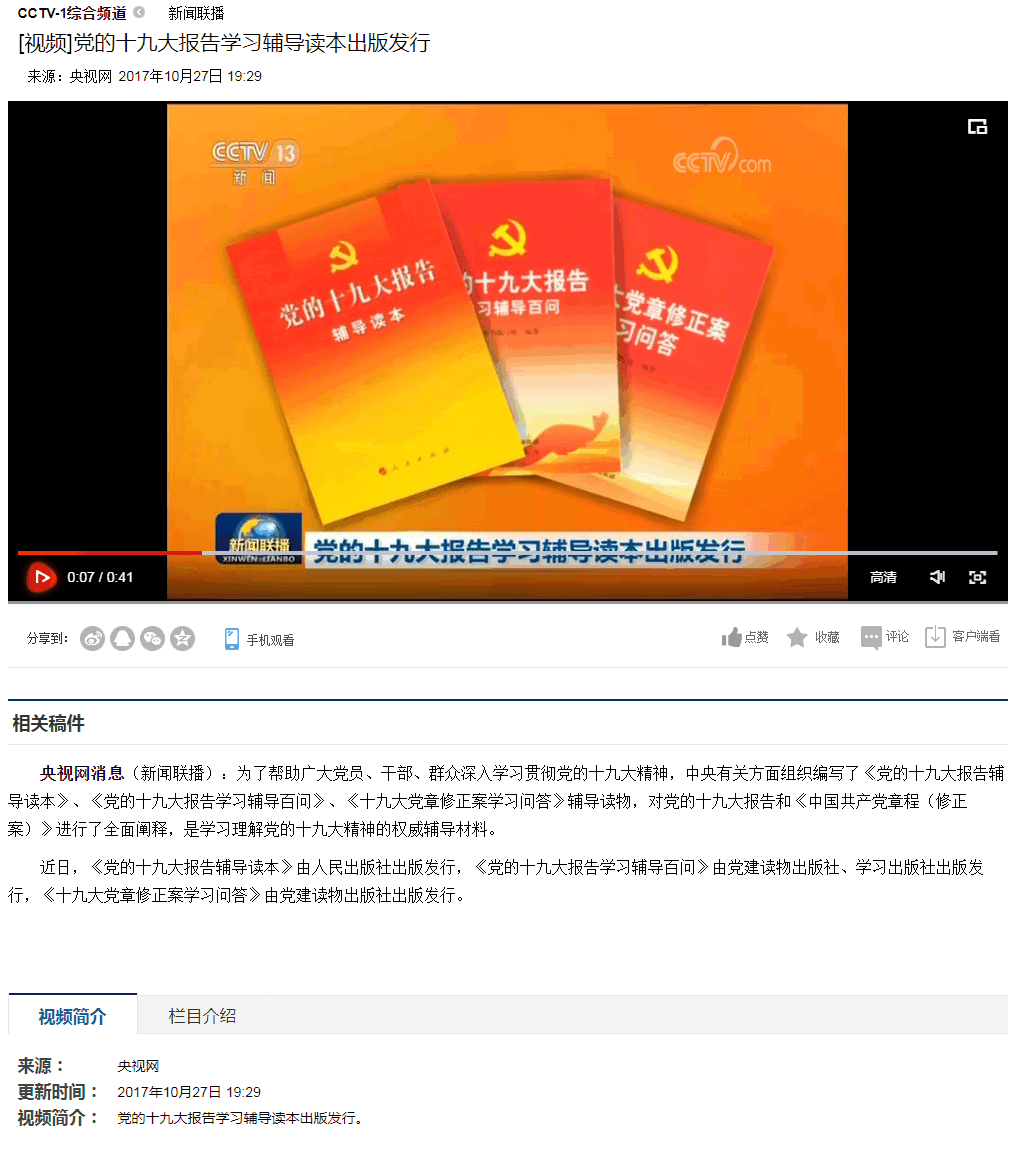 CCTV-1综合频道 新闻联播
[视频]党的十九大报告学习辅导读本出版发行
来源：央视网 2017年10月27日 19:29
CCTV 13
新闻
CCTV.com
党的十九大报告
辅导读本
的十九大报告
习辅导百问
大党章修正案
习问答
人民出版社
新闻联播
XINWEN LIANBO
党的十九大报告学习辅导读本出版发行
0:07 / 0:41 高清
分享到： 手机观看 点赞 收藏 评论 客户端看
相关稿件
央视网消息（新闻联播）：为了帮助广大党员、干部、群众深入学习贯彻党的十九大精神，中央有关方面组织编写了《党的十九大报告辅
导读本》、《党的十九大报告学习辅导百问》、《十九大党章修正案学习问答》辅导读物，对党的十九大报告和《中国共产党章程（修正
案）》进行了全面阐释，是学习理解党的十九大精神的权威辅导材料。
近日，《党的十九大报告辅导读本》由人民出版社出版发行，《党的十九大报告学习辅导百问》由党建读物出版社、学习出版社出版发
行，《十九大党章修正案学习问答》由党建读物出版社出版发行。
视频简介 栏目介绍
来源： 央视网
更新时间： 2017年10月27日 19:29
视频简介： 党的十九大报告学习辅导读本出版发行。